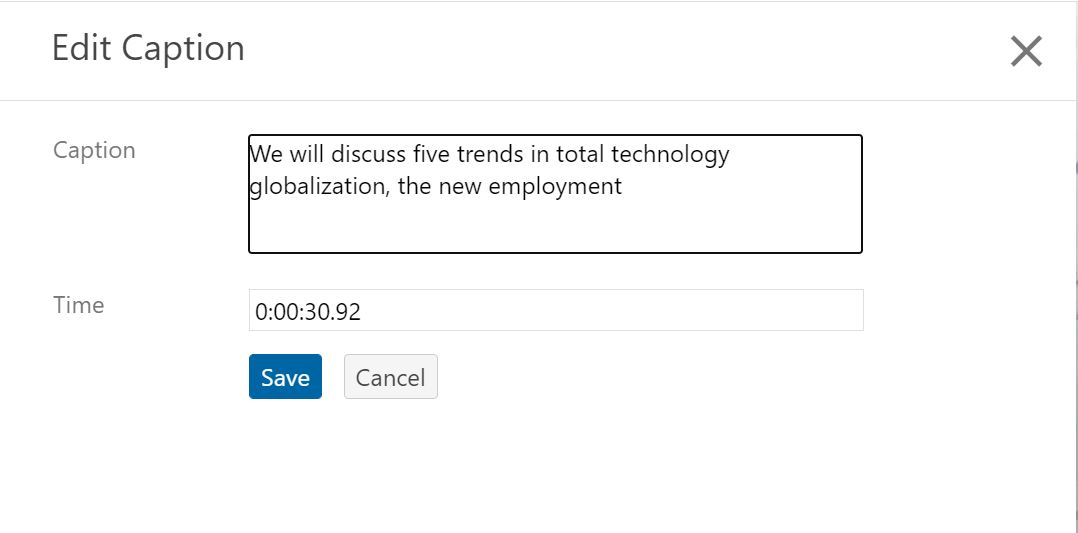 Edit Caption
Caption
We will discuss five trends in total technology
globalization, the new employment
Time
0:00:30.92
Save
Cancel